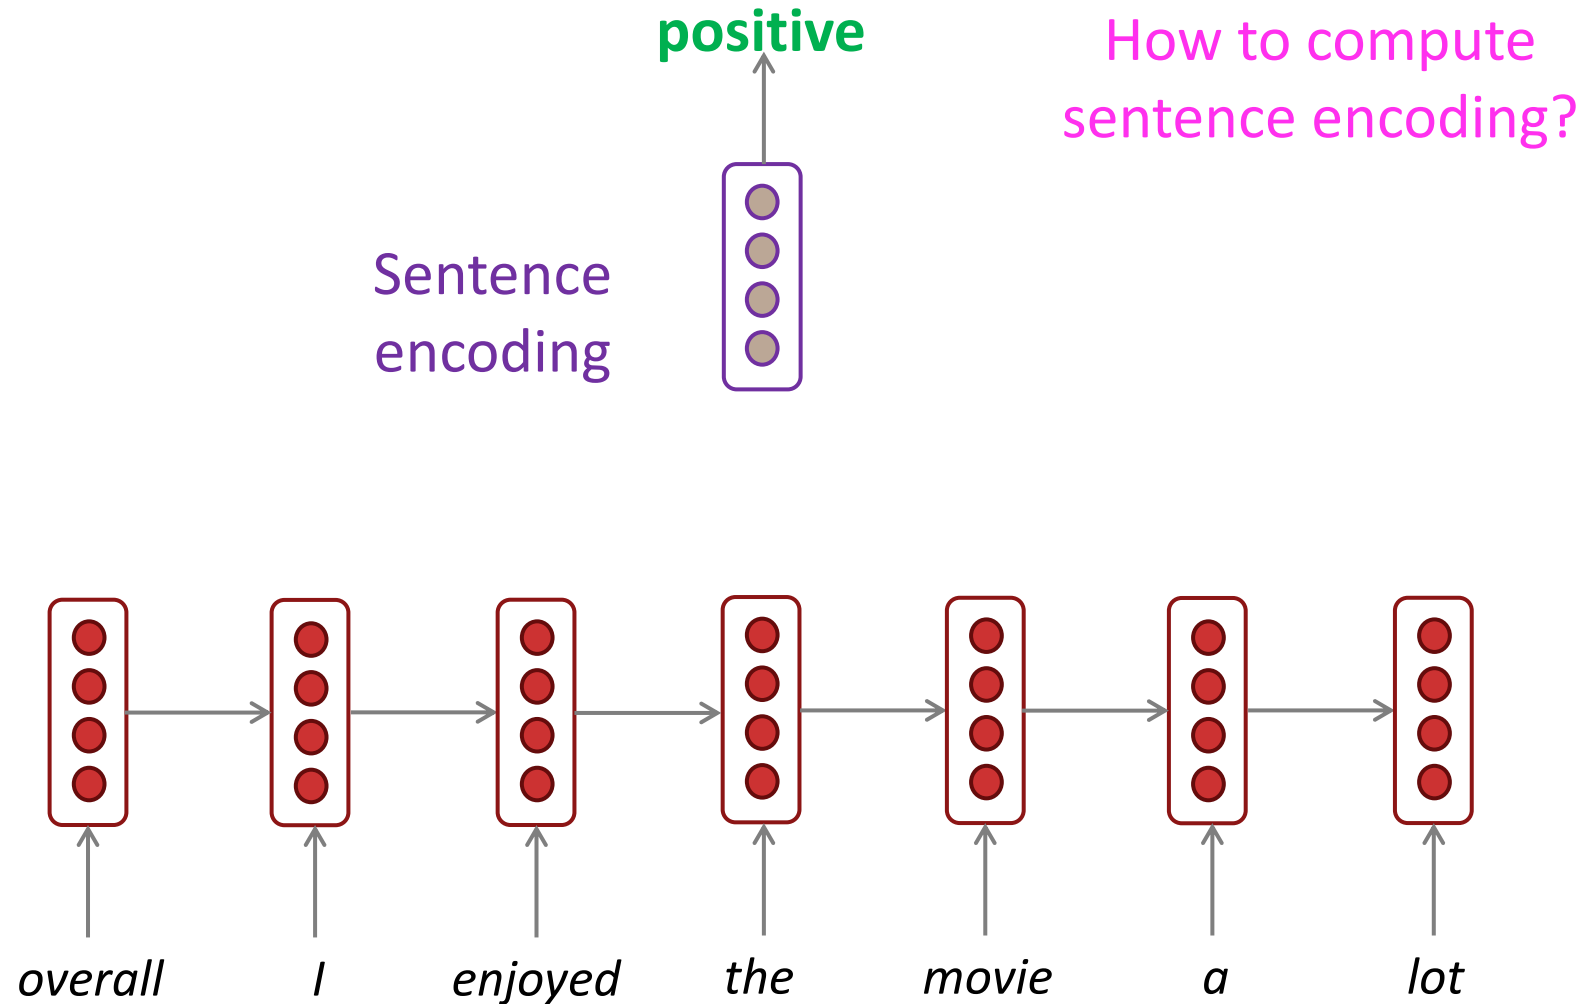 positive
How to compute
sentence encoding?
Sentence
encoding
overall I enjoyed the movie a lot